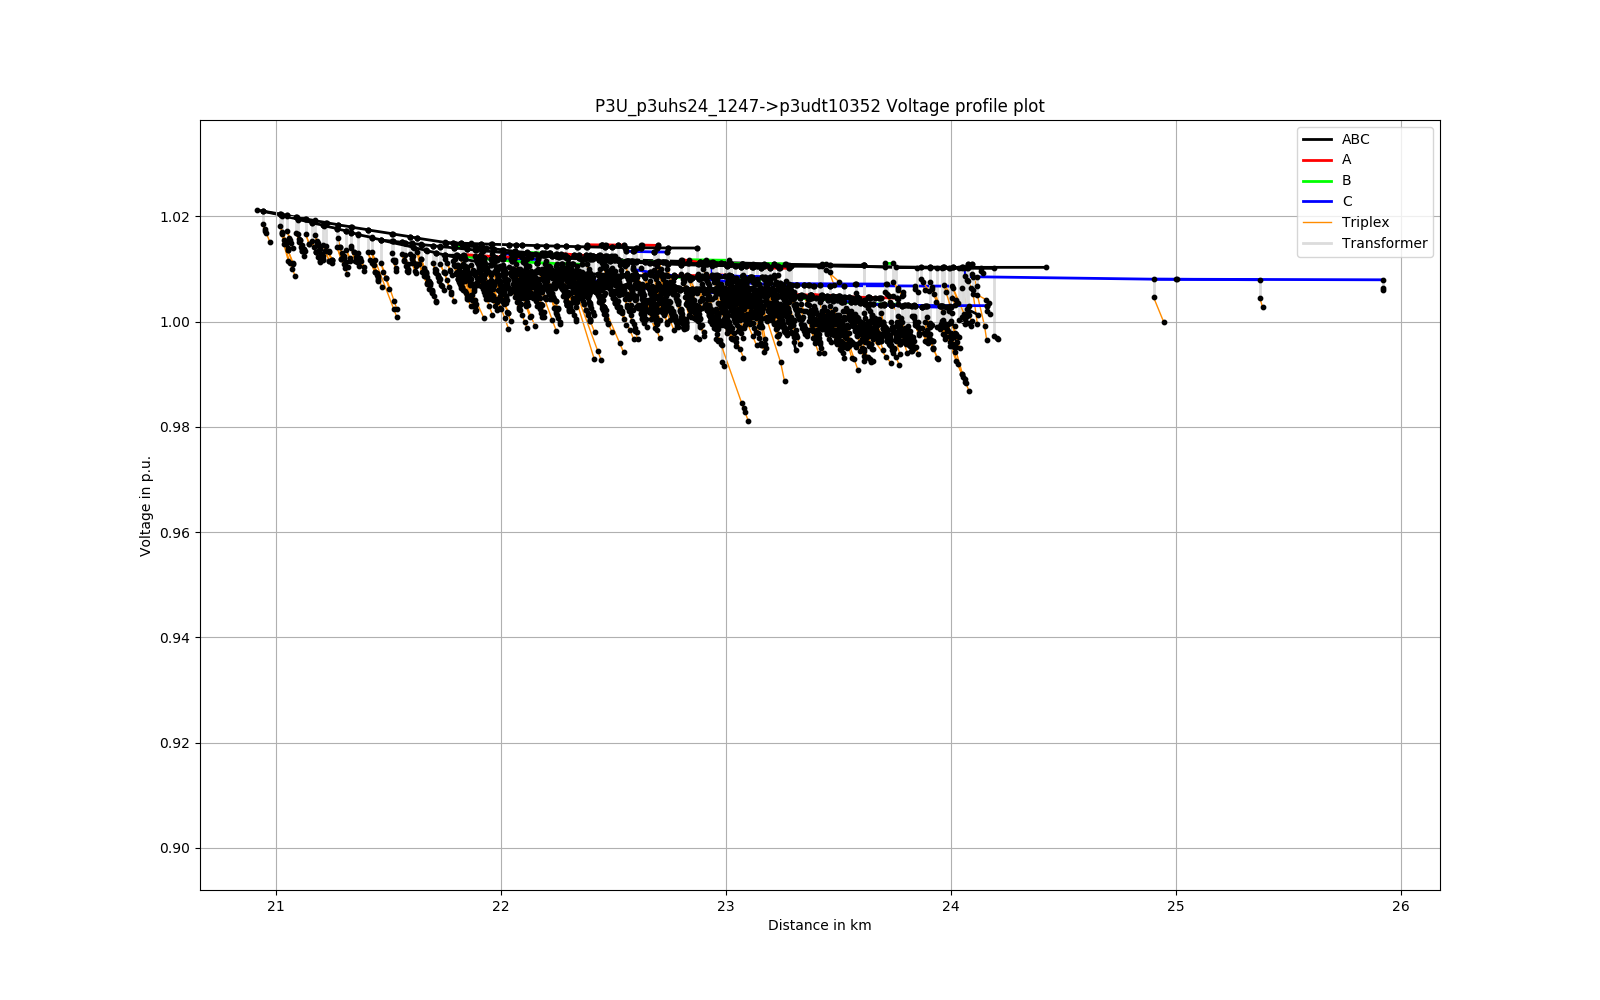 P3U_p3uhs24_1247->p3udt10352 Voltage profile plot
ABC
A
B
C
Triplex
Transformer
1.02
1.00
0.98
0.96
0.94
0.92
0.90
Voltage in p.u.
21 22 23 24 25 26
Distance in km